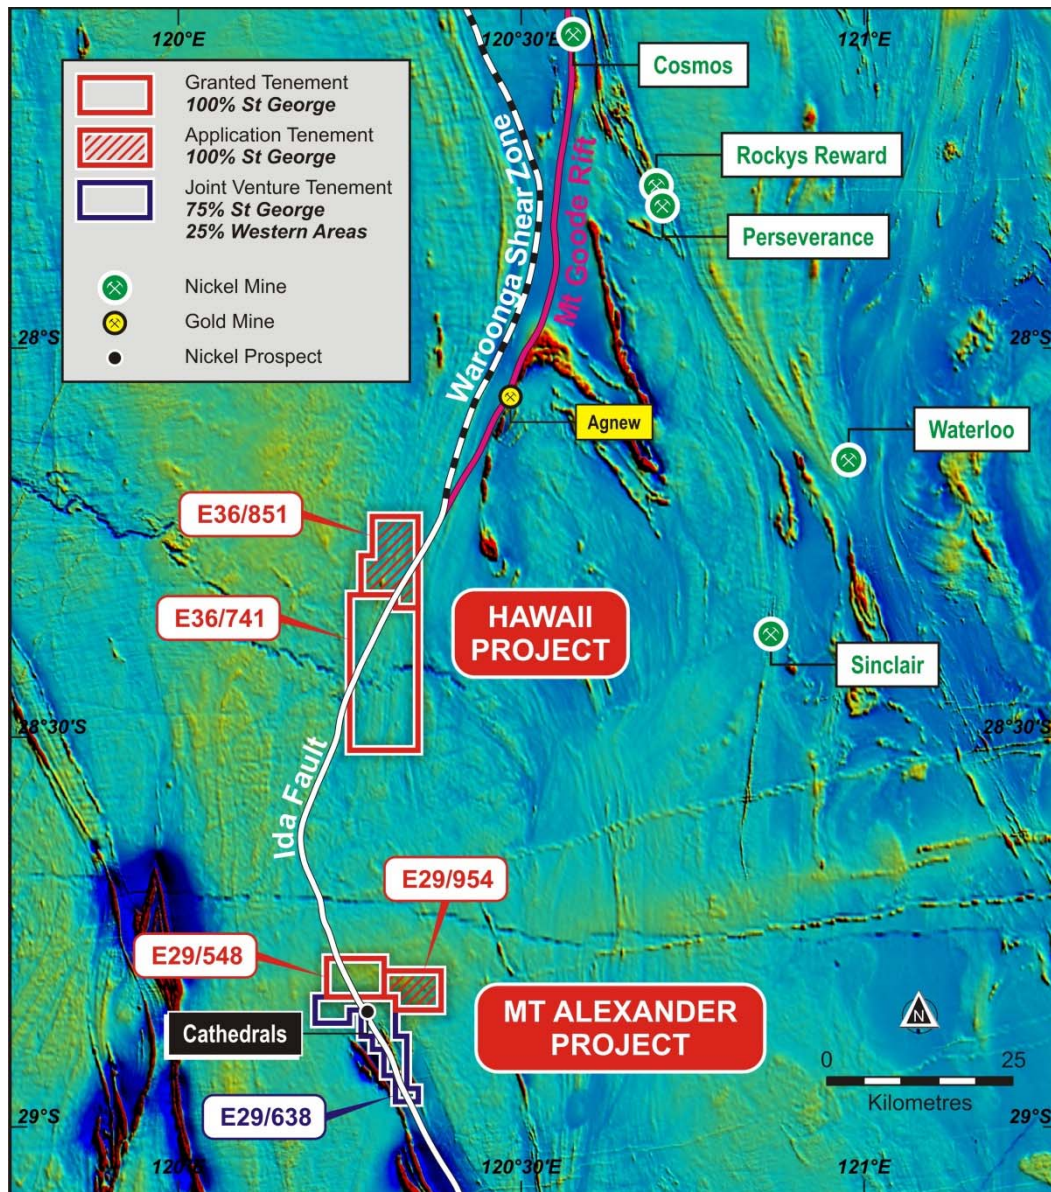 120°E
120°30'E
121°E
Granted Tenement
100% St George
Application Tenement
100% St George
Joint Venture Tenement
75% St George
25% Western Areas
Nickel Mine
Gold Mine
Nickel Prospect
Cosmos
Rockys Reward
Perseverance
Waroonga Shear Zone
Mt Goode Rift
28°S
28°S
Agnew
Waterloo
E36/851
E36/741
HAWAII
PROJECT
Sinclair
28°30'S
28°30'S
Ida Fault
E29/954
E29/548
MT ALEXANDER
PROJECT
Cathedrals
N
0
25
Kilometres
E29/638
29°S
29°S
120°E
120°30'E
121°E